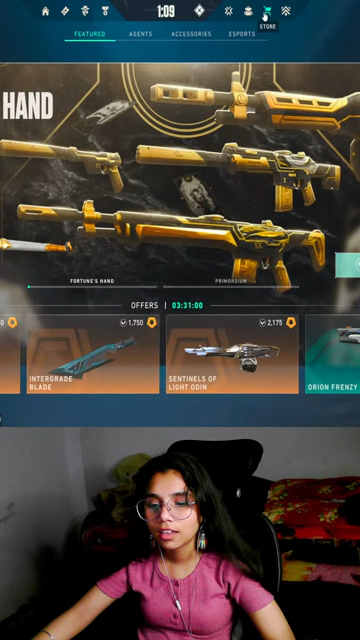 1:09
STORE
FEATURED AGENTS ACCESSORIES ESPORTS
HAND
FORTUNE'S HAND PRIMORDIUM
OFFERS | 03:31:00
0 1,750 2,175
INTERGRADE
BLADE
SENTINELS OF
LIGHT ODIN
ORION FRENZY